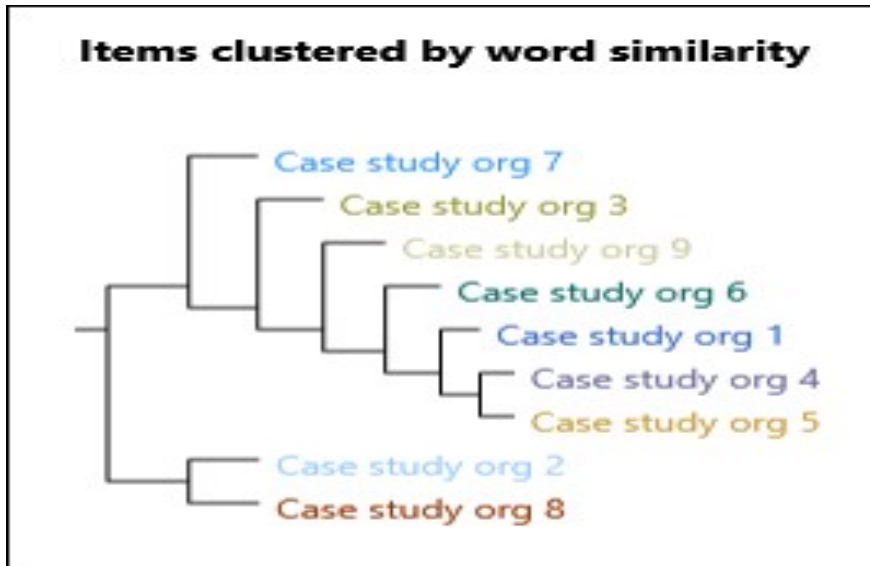 Items clustered by word similarity
Case study org 7
Case study org 3
Case study org 9
Case study org 6
Case study org 1
Case study org 4
Case study org 5
Case study org 2
Case study org 8